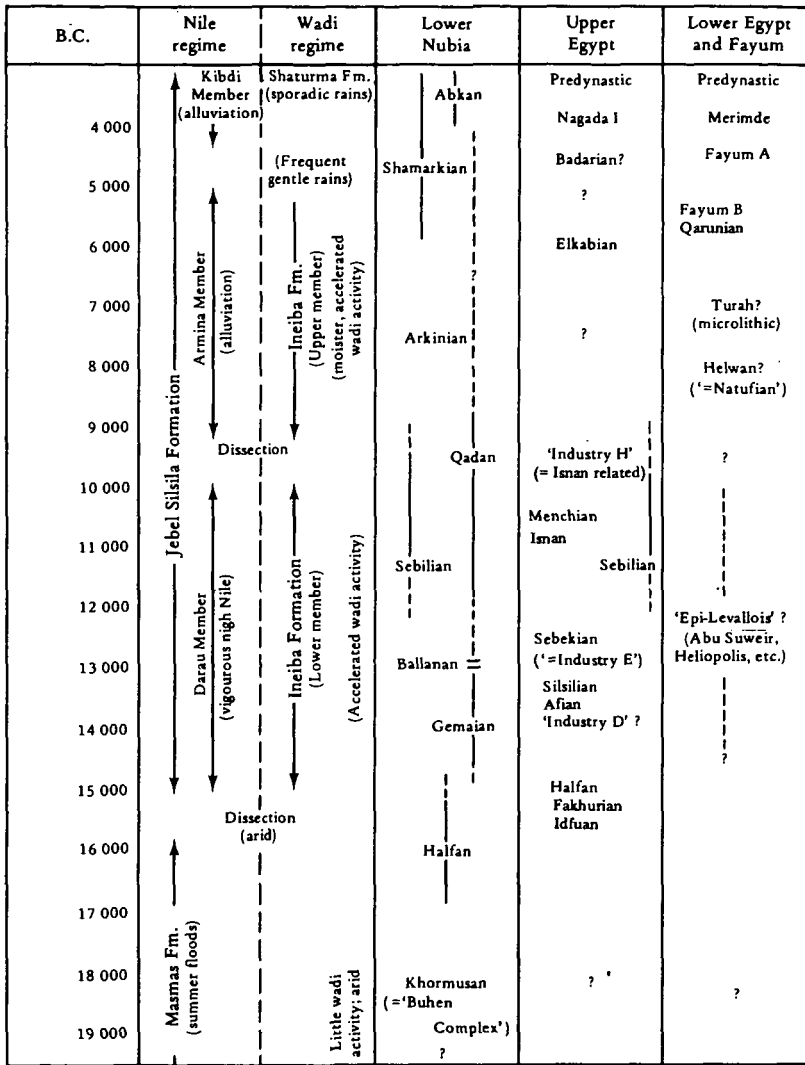 B.C.
Nile
regime
Wadi
regime
Lower
Nubia
Upper
Egypt
Lower Egypt
and Fayum
4 000
5 000
6 000
7 000
8 000
9 000
10 000
11 000
12 000
13 000
14 000
15 000
16 000
17 000
18 000
19 000
Kibdi
Member
(alluviation)
Jebel Silsila Formation
Armina Member
(alluviation)
Dissection
Darau Member
(vigourous nigh Nile)
Dissection
(arid)
Masmas Fm.
(summer floods)
Shaturma Fm.
(sporadic rains)
(Frequent
gentle rains)
Ineiba Fm.
(Upper member)
(moister, accelerated
wadi activity)
Ineiba Formation
(Lower member)
(Accelerated wadi activity)
Little wadi
activity; arid
Abkan
Shamarkian
?
Arkinian
Qadan
Sebilian
Ballanan
Gemaian
Halfan
Khormusan
(='Buhen
Complex')
?
Predynastic
Nagada I
Badarian?
?
Elkabian
?
'Industry H'
(= Isnan related)
Menchian
Isnan
Sebilian
Sebekian
('=Industry E')
Silsilian
Afian
'Industry D' ?
Halfan
Fakhurian
Idfuan
?
Predynastic
Merimde
Fayum A
Fayum B
Qarunian
Turah?
(microlithic)
Helwan?
('=Natufian')
?
'Epi-Levallois' ?
(Abu Suweir,
Heliopolis, etc.)
?
?